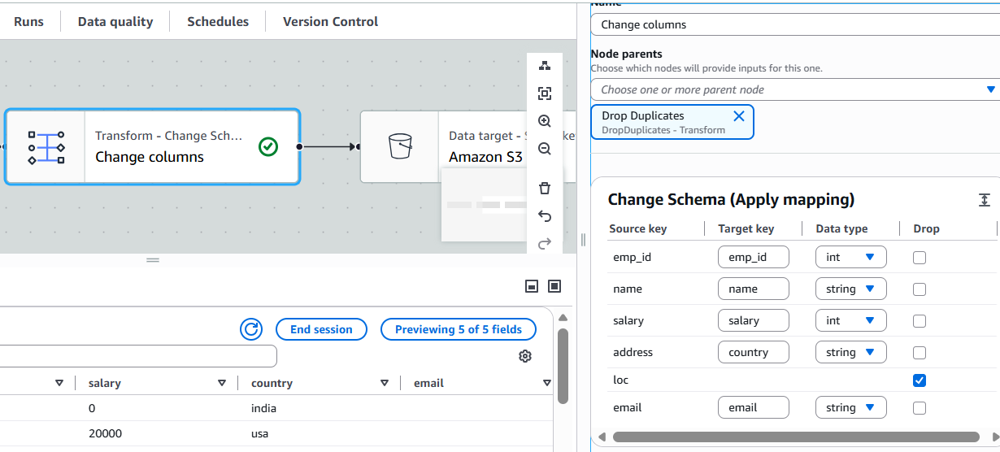 Runs
Data quality
Schedules
Version Control
Transform - Change Sch...
Change columns
Data target - S
Amazon S3
End session
Previewing 5 of 5 fields
salary
country
email
0
india
20000
usa
Name
Change columns
Node parents
Choose which nodes will provide inputs for this one.
Choose one or more parent node
Drop Duplicates
DropDuplicates - Transform
Change Schema (Apply mapping)
Source key
Target key
Data type
Drop
emp_id
emp_id
int
name
name
string
salary
salary
int
address
country
string
loc
email
email
string